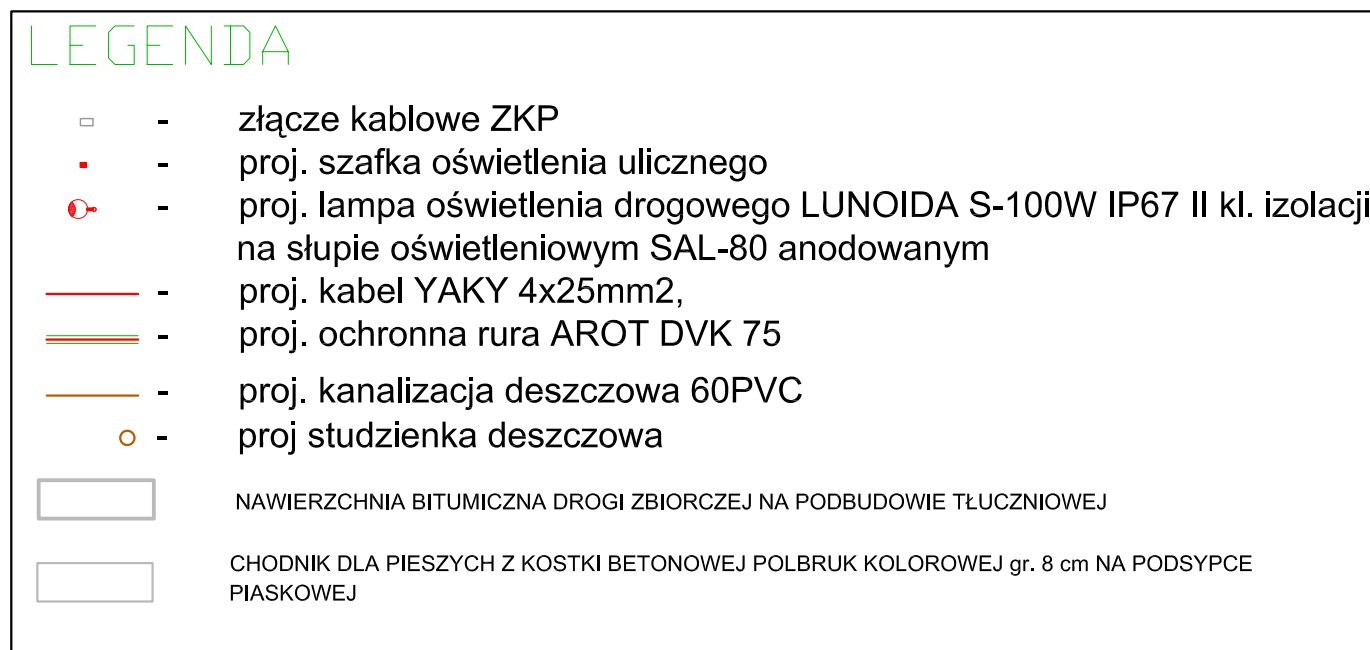 LEGENDA
- złącze kablowe ZKP
- proj. szafka oświetlenia ulicznego
- proj. lampa oświetlenia drogowego LUNOIDA S-100W IP67 II kl. izolacji
na słupie oświetleniowym SAL-80 anodowanym
- proj. kabel YAKY 4x25mm2,
- proj. ochronna rura AROT DVK 75
- proj. kanalizacja deszczowa 60PVC
- proj studzienka deszczowa
NAWIERZCHNIA BITUMICZNA DROGI ZBIORCZEJ NA PODBUDOWIE TŁUCZNIOWEJ
CHODNIK DLA PIESZYCH Z KOSTKI BETONOWEJ POLBRUK KOLOROWEJ gr. 8 cm NA PODSYPCE
PIASKOWEJ